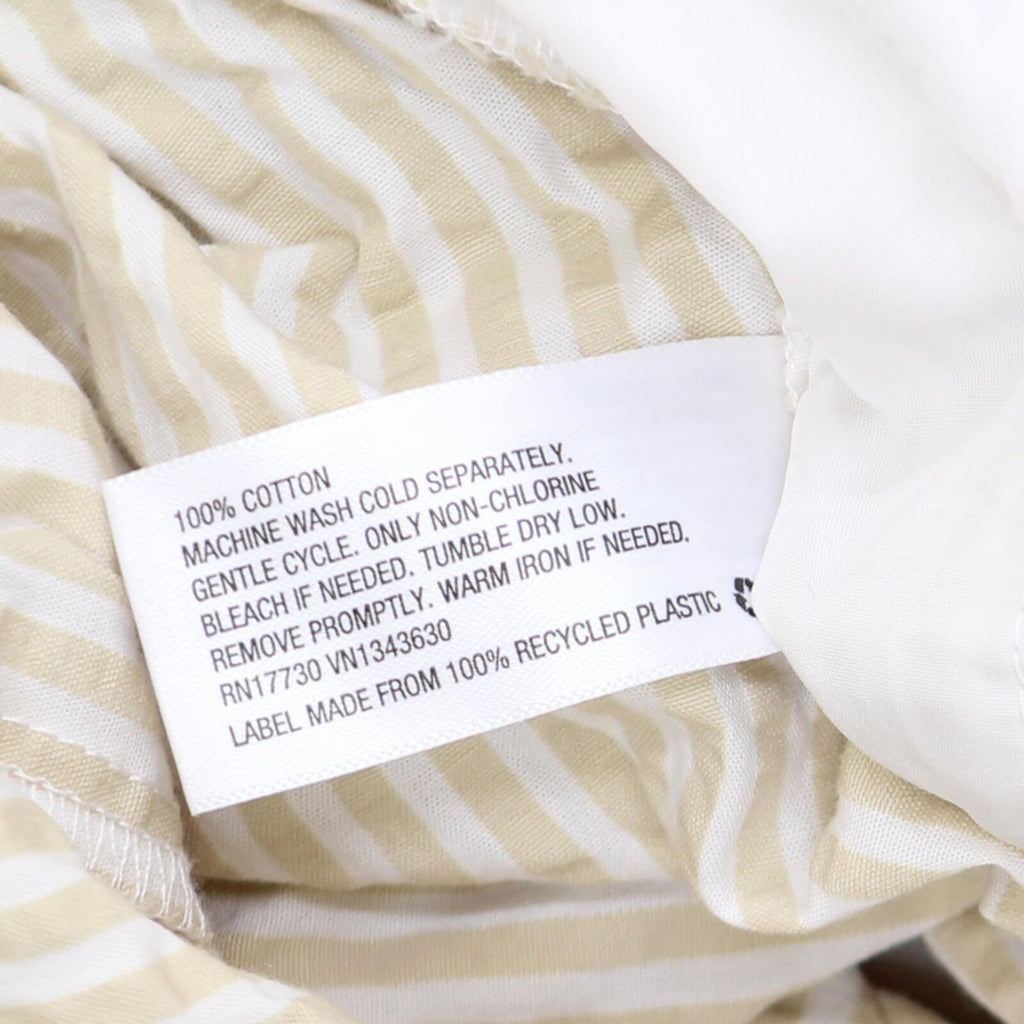 100% COTTON
MACHINE WASH COLD SEPARATELY.
GENTLE CYCLE. ONLY NON-CHLORINE
BLEACH IF NEEDED. TUMBLE DRY LOW.
REMOVE PROMPTLY. WARM IRON IF NEEDED.
RN17730 VN1343630
LABEL MADE FROM 100% RECYCLED PLASTIC